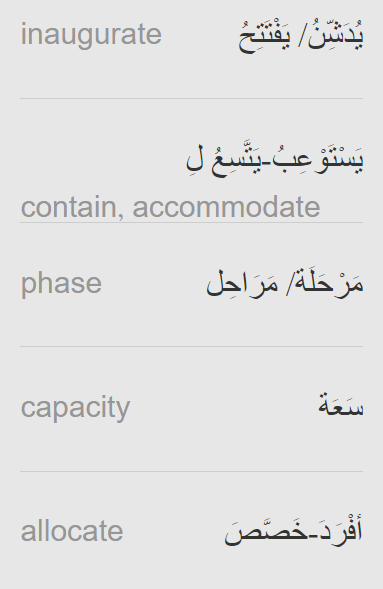 inaugurate يُدَشِّنُ/ يَفْتَتِحُ
يَسْتَوْعِبُ-يَتَّسِعُ لِ
contain, accommodate
phase مَرْحَلَة/ مَرَاحِل
capacity سَعَة
allocate أفْرَدَ-خَصَّصَ